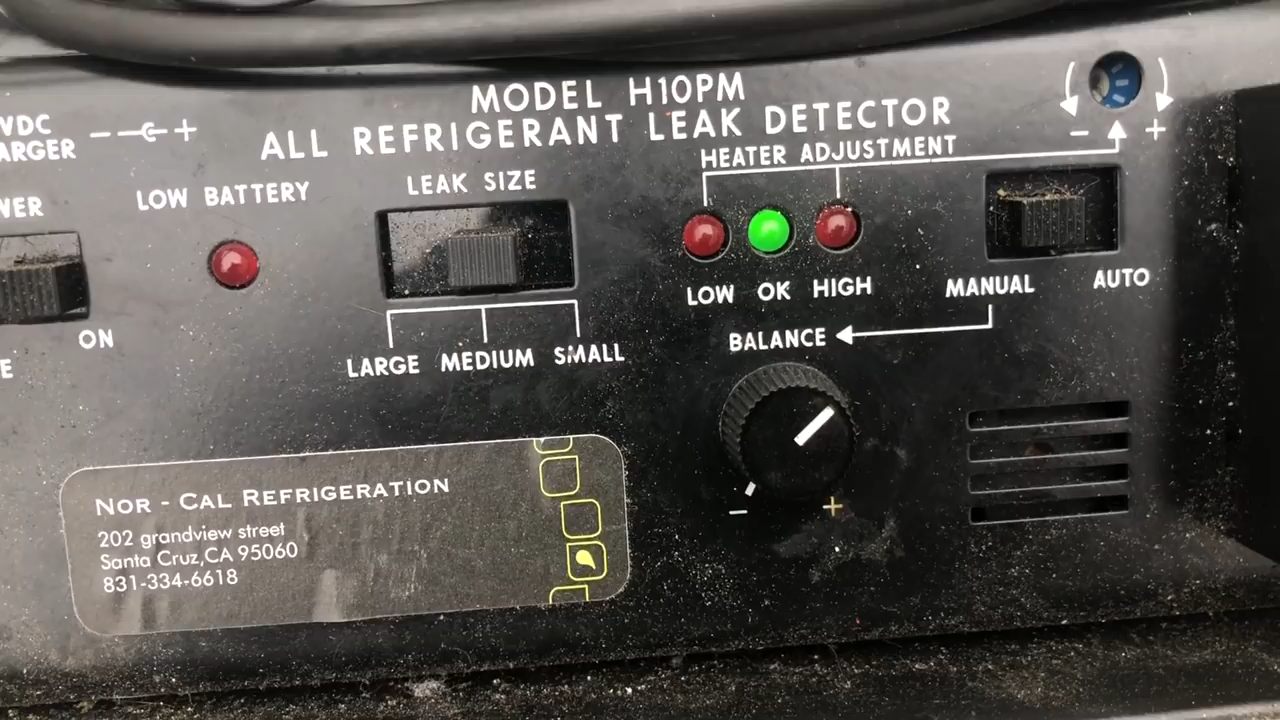 MODEL H10PM
ALL REFRIGERANT LEAK DETECTOR
VDC
ARGER
- +
LOW BATTERY
LEAK SIZE
HEATER ADJUSTMENT
- +
WER
ON
E
LARGE MEDIUM SMALL
LOW OK HIGH
MANUAL AUTO
BALANCE
- +
NOR - CAL REFRIGERATION
202 grandview street
Santa Cruz,CA 95060
831-334-6618